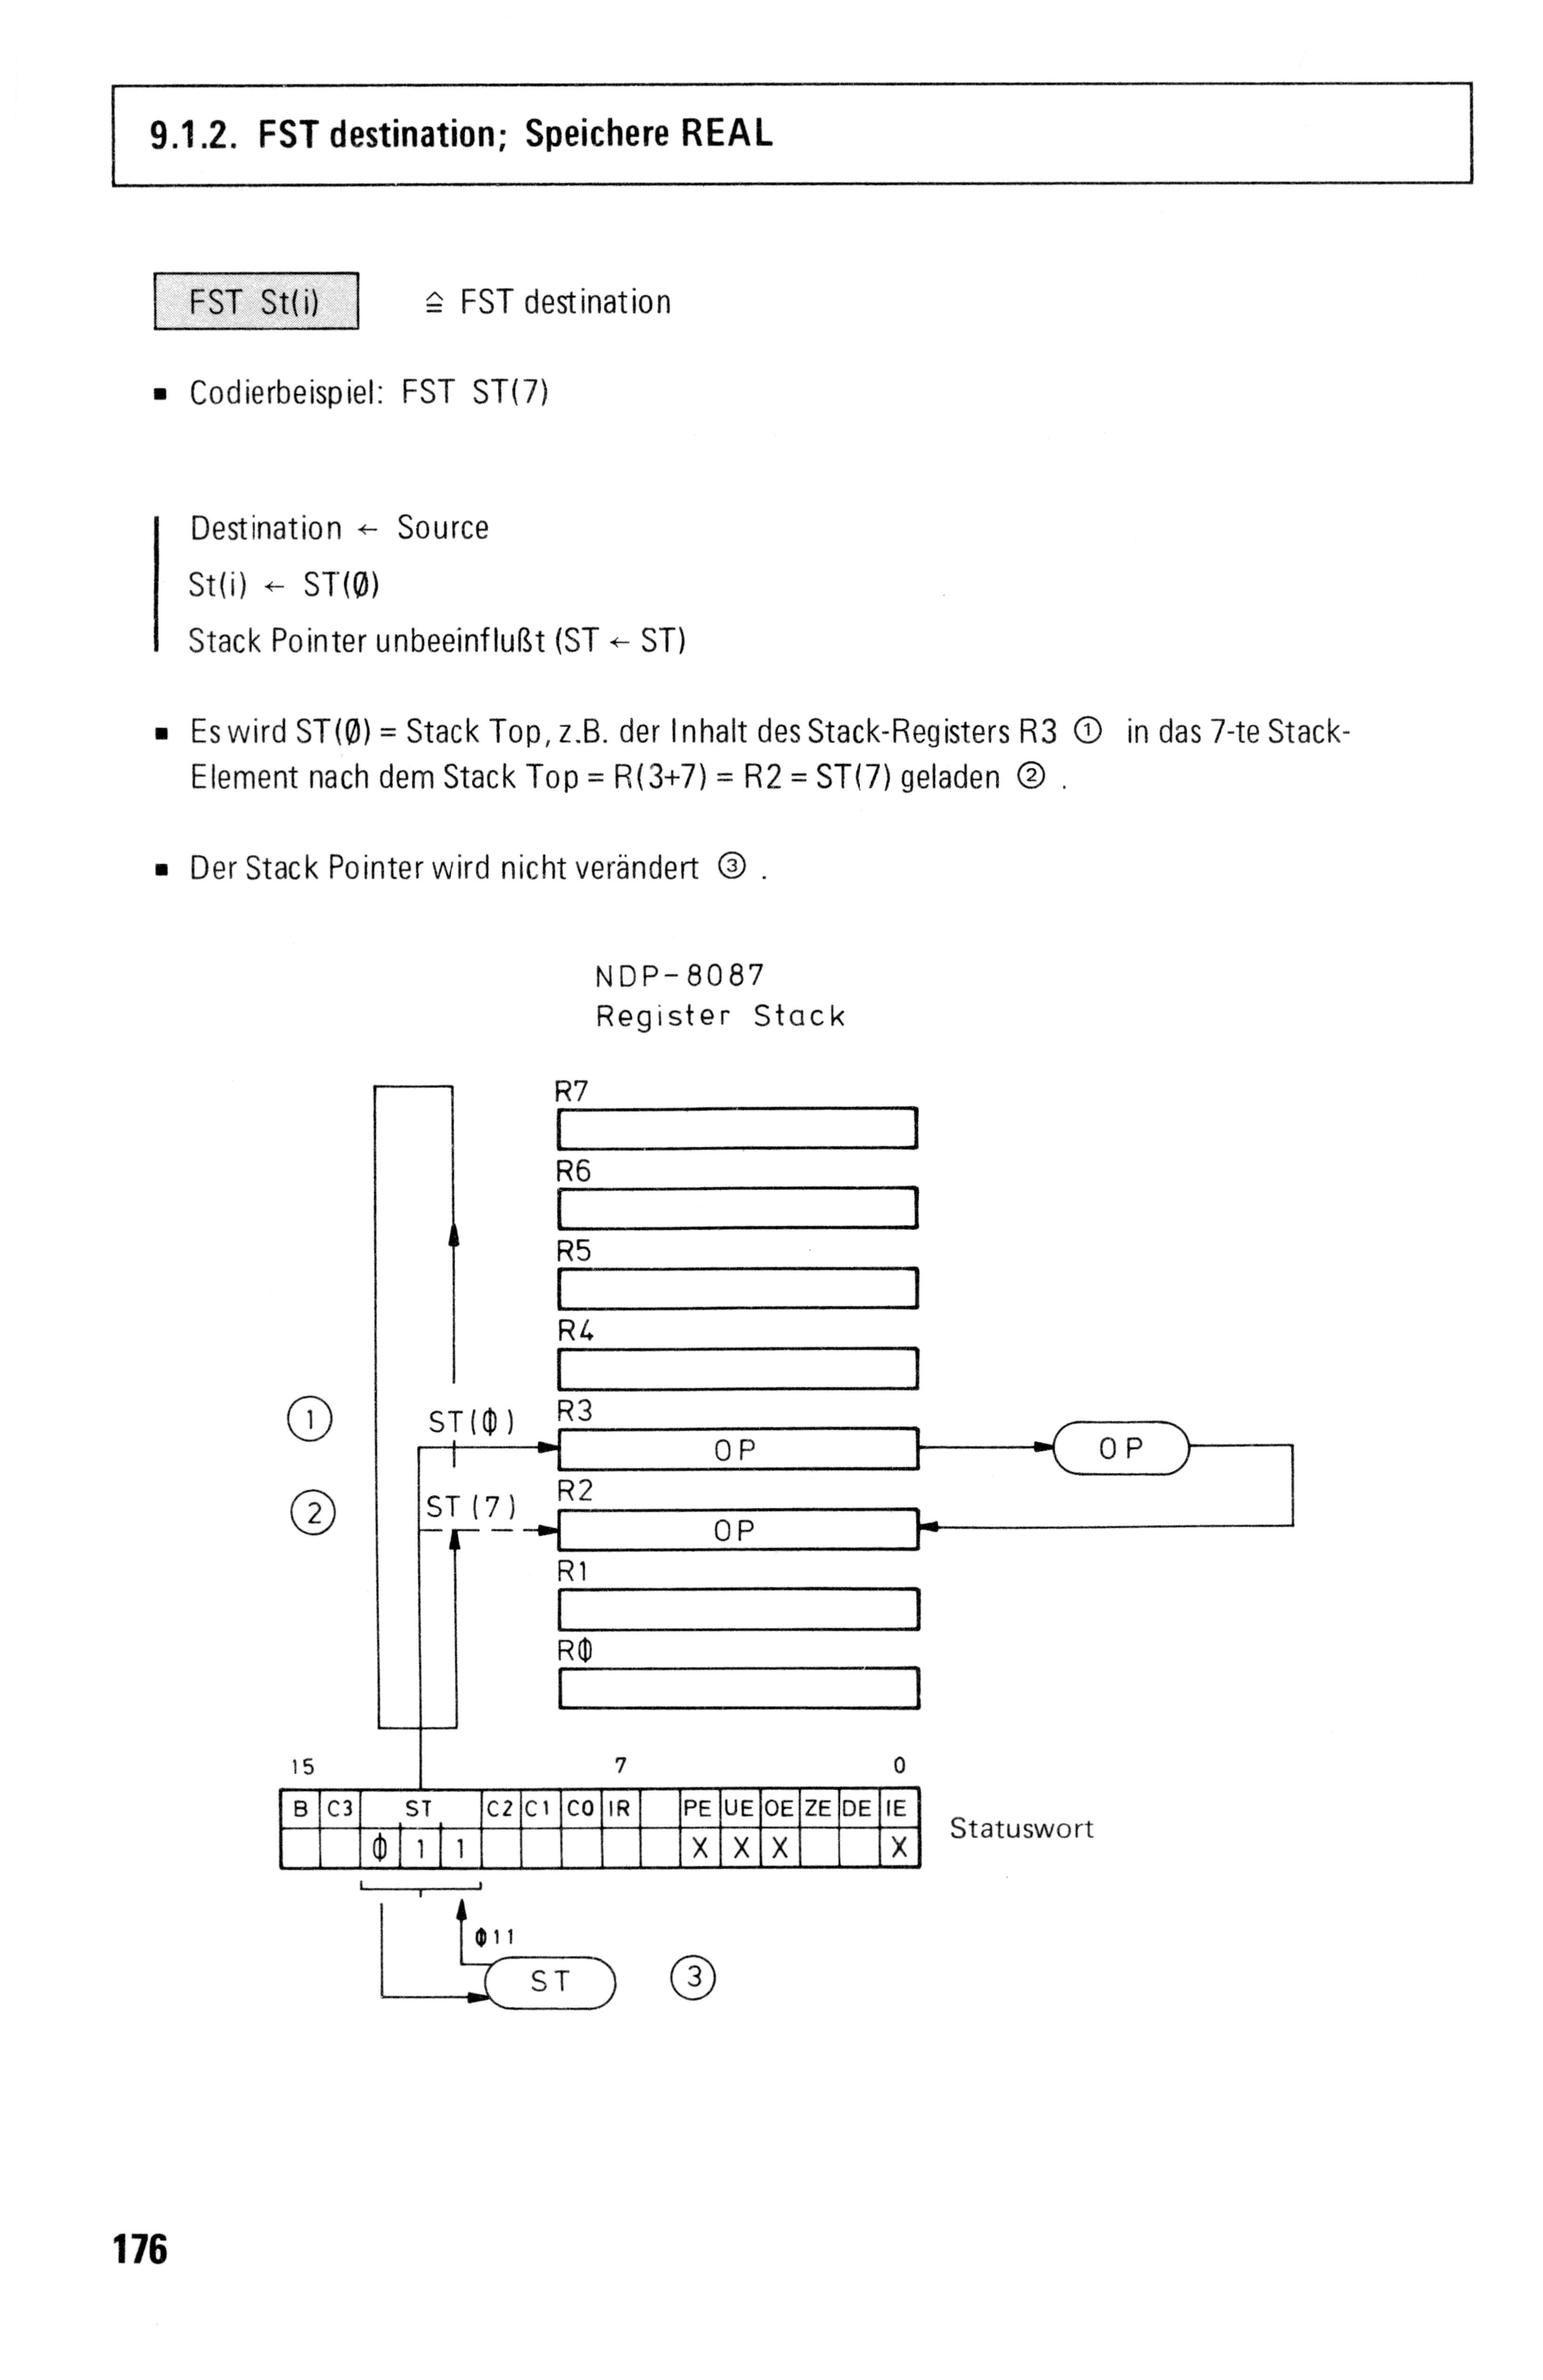 9.1.2. FST destination; Speichere REAL
FST St(i) ≙ FST destination
▪ Codierbeispiel: FST ST(7)
Destination ← Source
St(i) ← ST(Ø)
Stack Pointer unbeeinflußt (ST ← ST)
▪ Es wird ST(Ø) = Stack Top, z.B. der Inhalt des Stack-Registers R3 ① in das 7-te Stack-
Element nach dem Stack Top = R(3+7) = R2 = ST(7) geladen ② .
▪ Der Stack Pointer wird nicht verändert ③ .
NDP-8087
Register Stack
R7
R6
R5
R4
① ST(Ø) R3
OP OP
② ST(7) R2
OP
R1
RØ
15 7 0
B C3 ST C2 C1 C0 IR PE UE OE ZE DE IE
Statuswort
Ø 1 1 X X X X
Ø11
ST ③
176